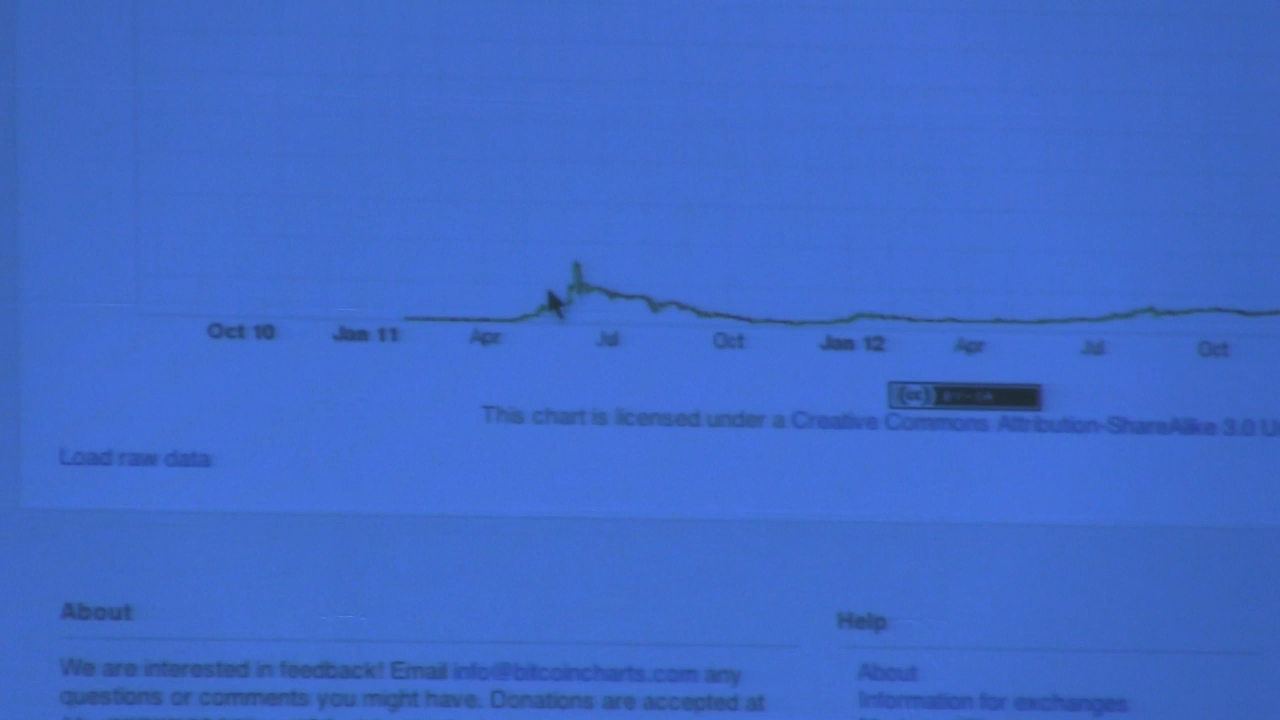 Oct 10 Jan 11 Apr Jul Oct Jan 12 Apr Jul Oct
(cc)
This chart is licensed under a Creative Commons Attribution-ShareAlike 3.0 U
Load raw data
About
We are interested in feedback! Email info@bitcoincharts.com any
questions or comments you might have. Donations are accepted at
Help
About
Information for exchanges